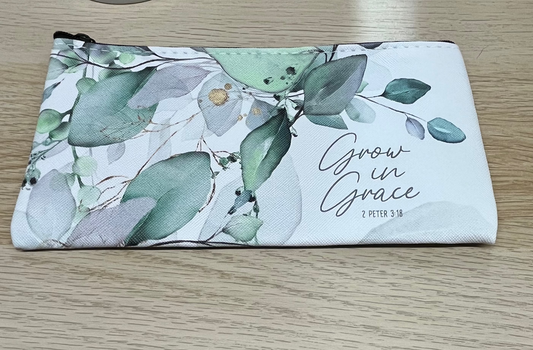 Grow
in
Grace
2 PETER 3:18